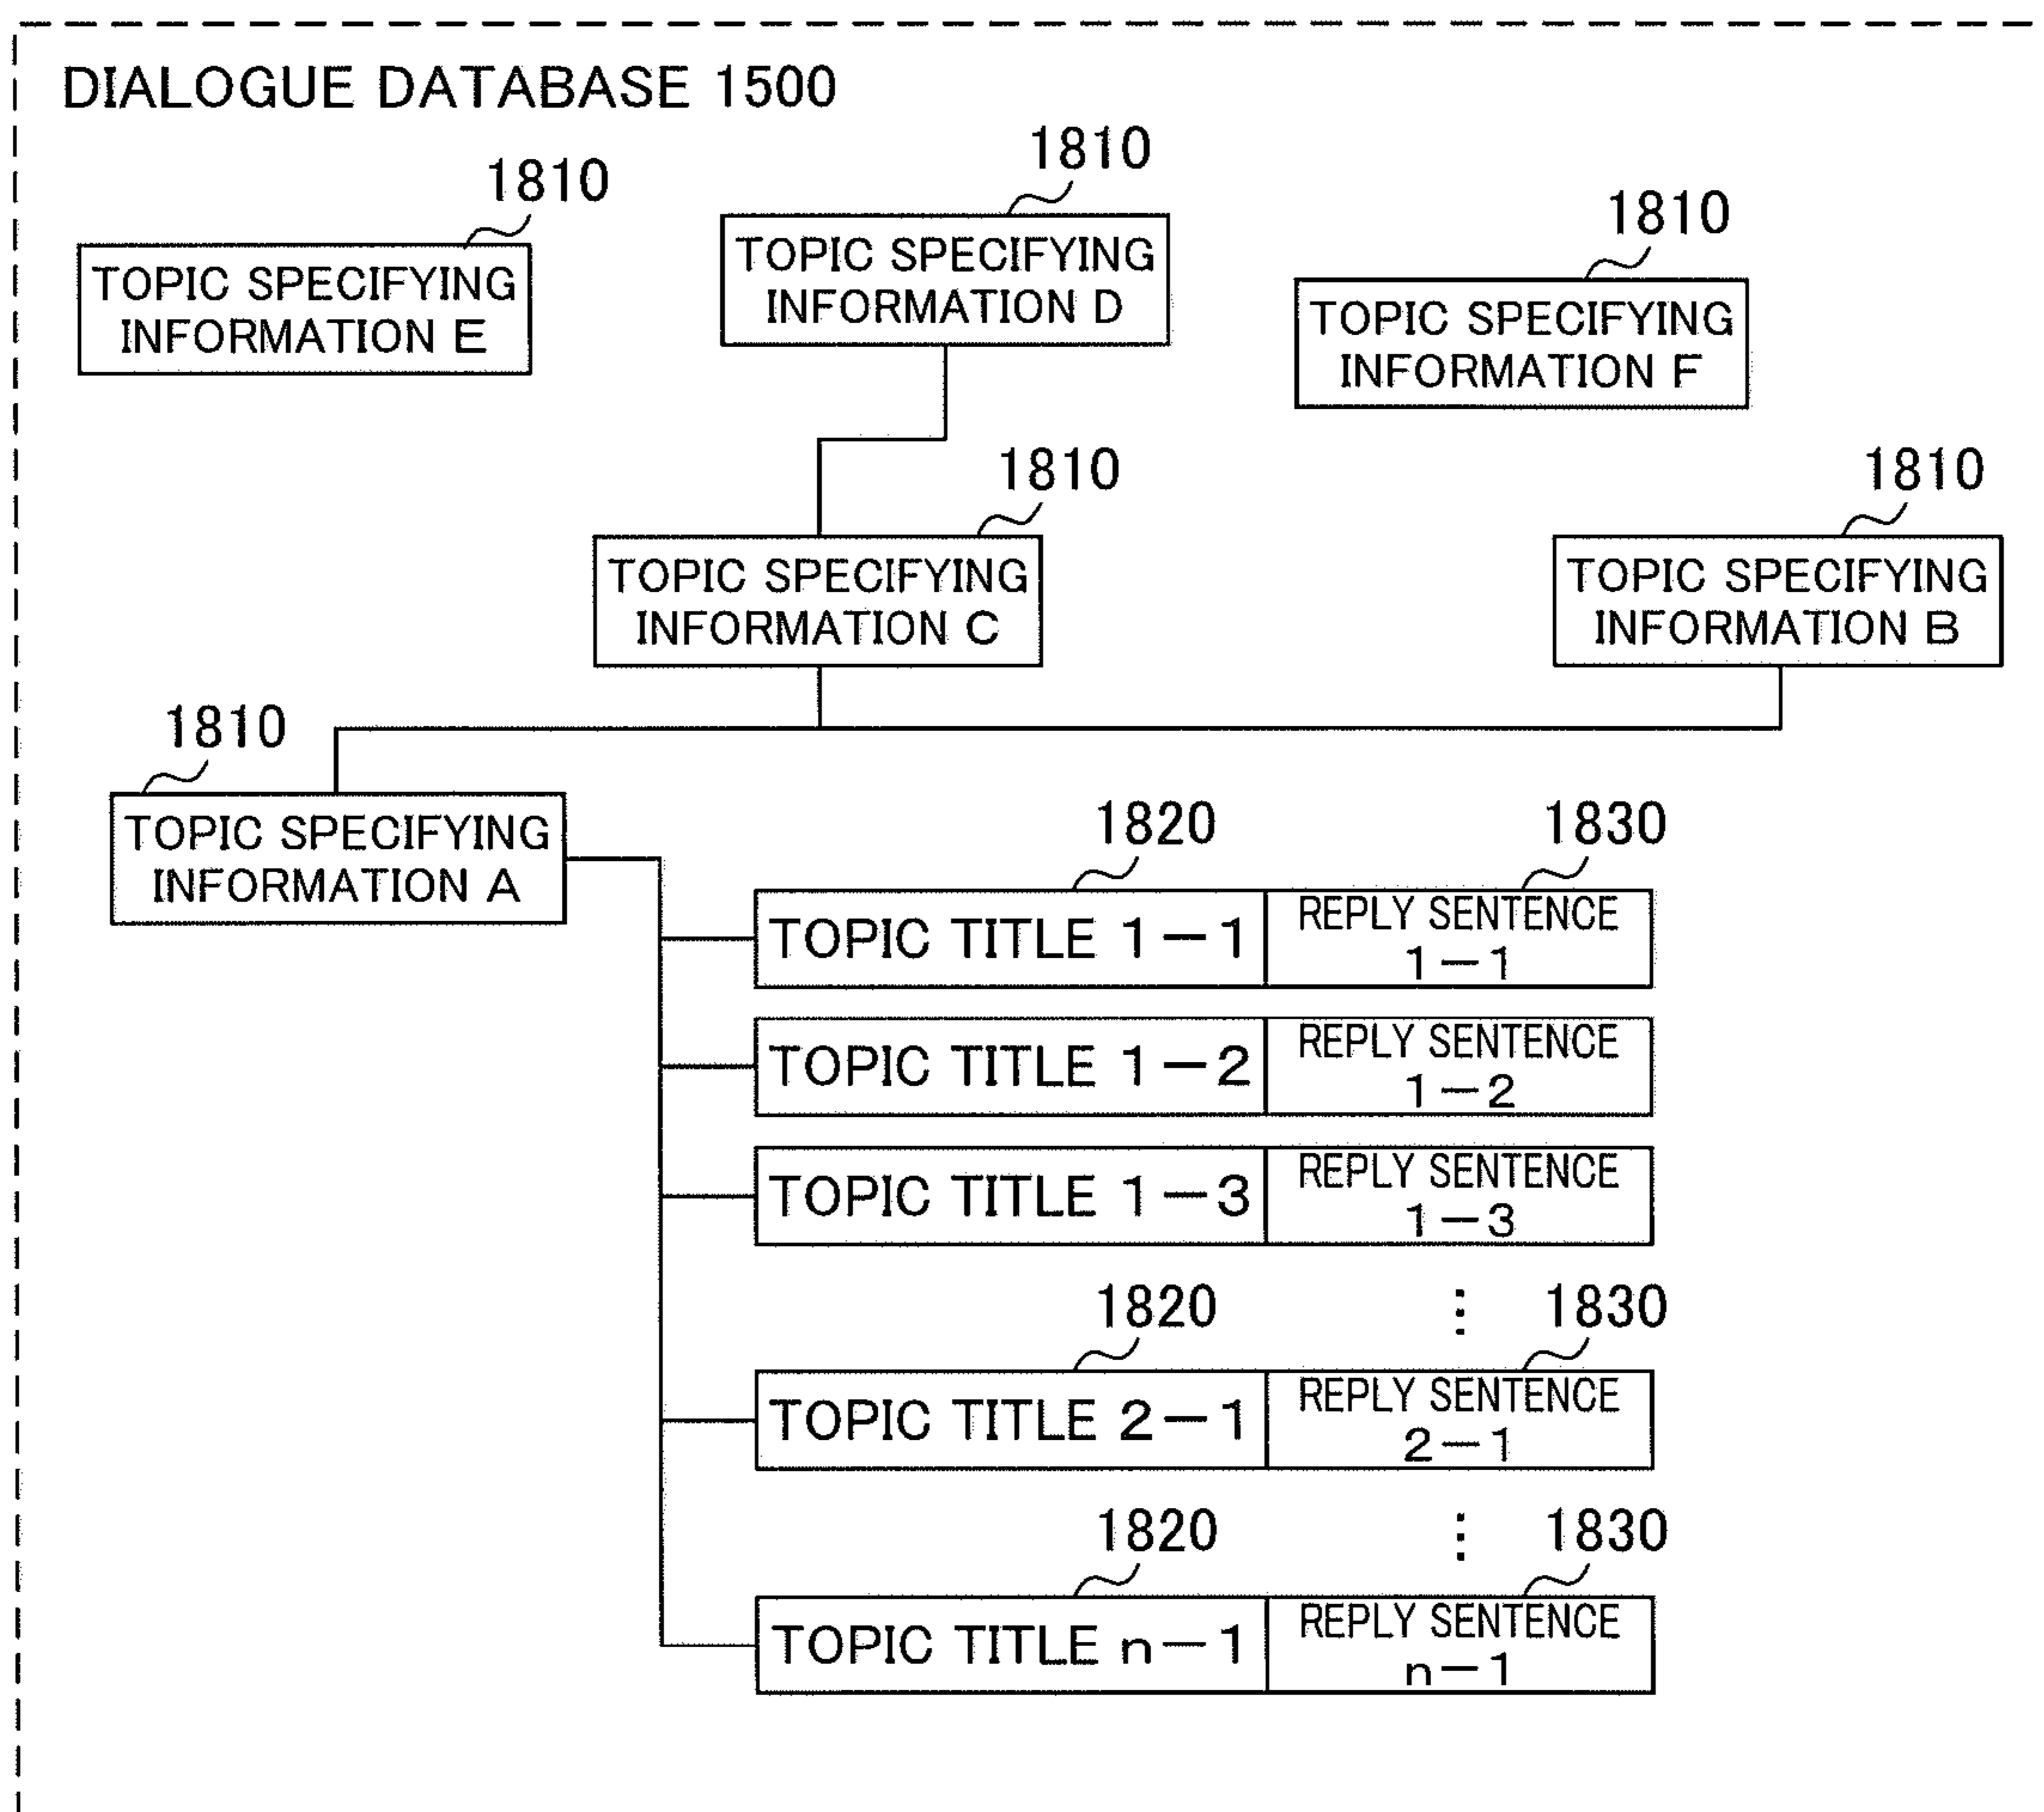 DIALOGUE DATABASE 1500
1810
TOPIC SPECIFYING
INFORMATION E
1810
TOPIC SPECIFYING
INFORMATION D
1810
TOPIC SPECIFYING
INFORMATION F
1810
TOPIC SPECIFYING
INFORMATION C
1810
TOPIC SPECIFYING
INFORMATION B
1810
TOPIC SPECIFYING
INFORMATION A
1820
1830
TOPIC TITLE 1-1
REPLY SENTENCE
1-1
TOPIC TITLE 1-2
REPLY SENTENCE
1-2
TOPIC TITLE 1-3
REPLY SENTENCE
1-3
1820
⋮
1830
TOPIC TITLE 2-1
REPLY SENTENCE
2-1
1820
⋮
1830
TOPIC TITLE n-1
REPLY SENTENCE
n-1